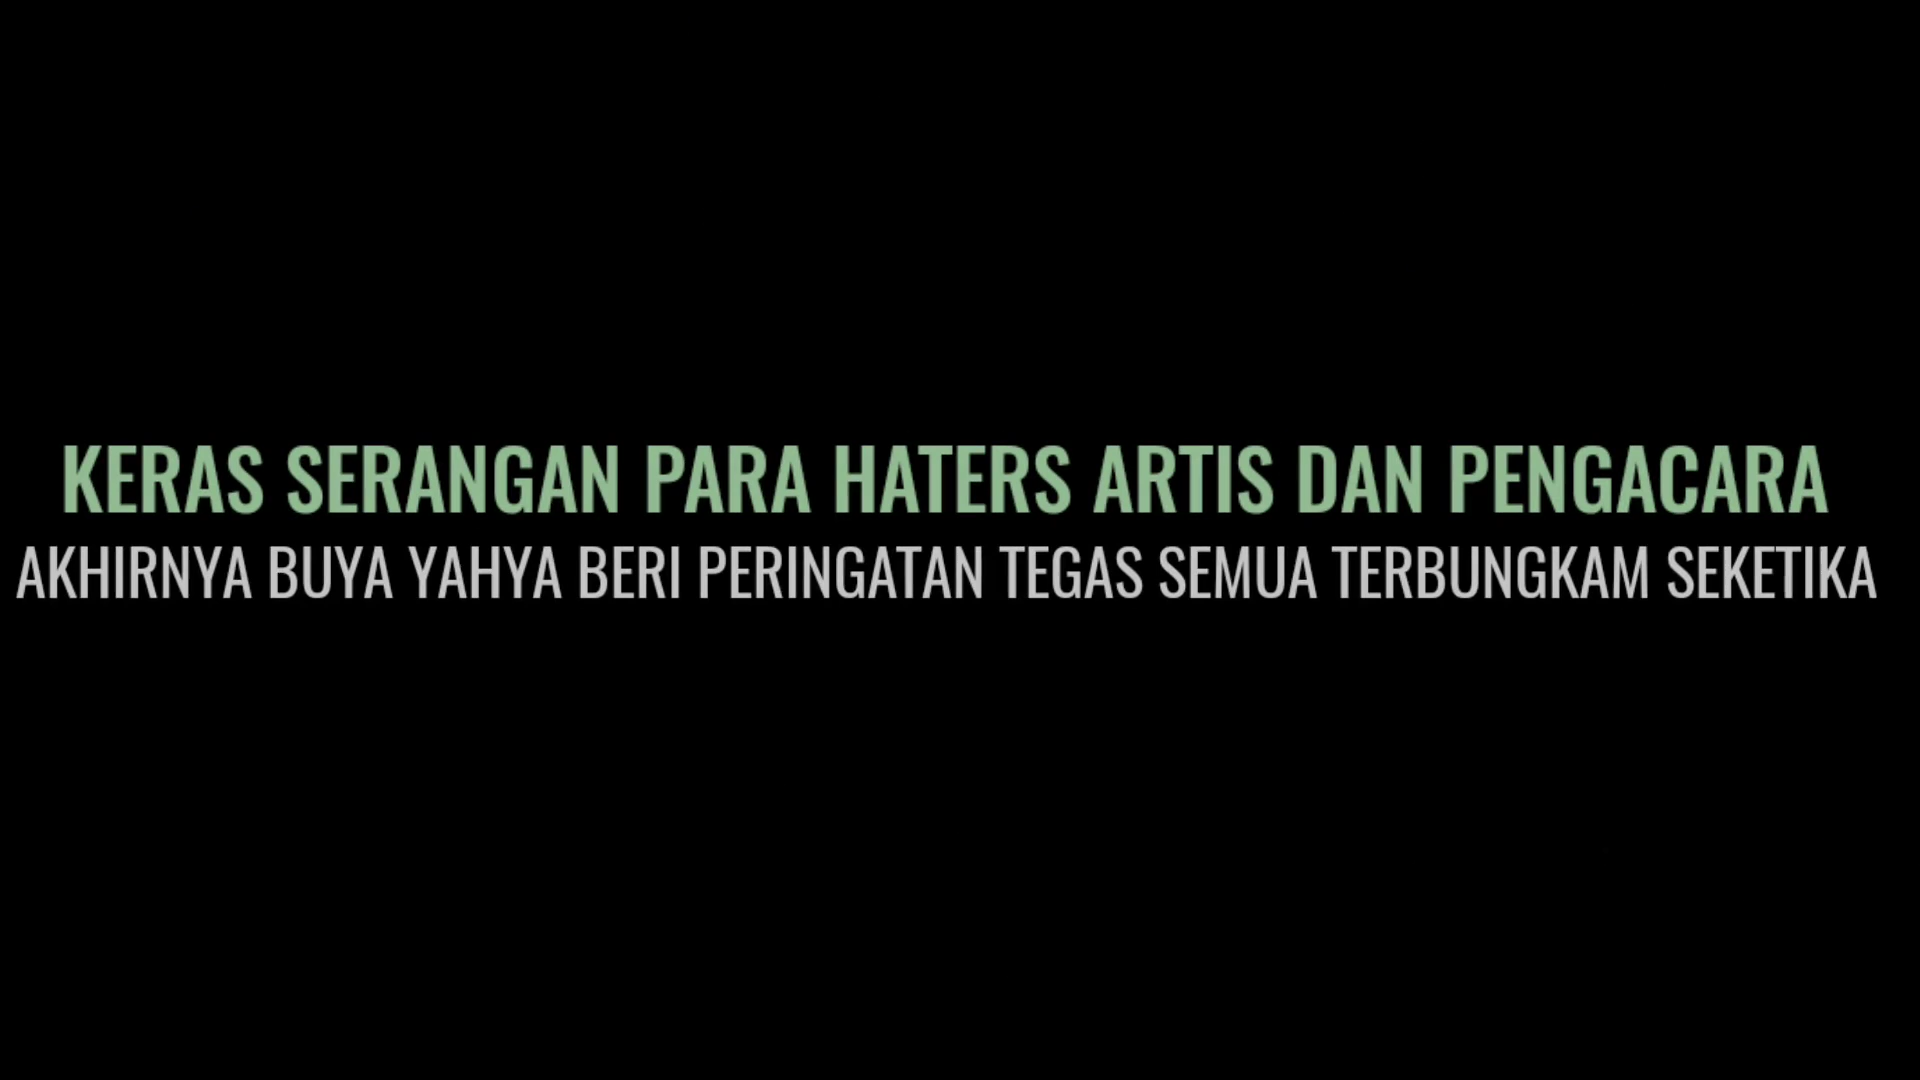 KERAS SERANGAN PARA HATERS ARTIS DAN PENGACARA
AKHIRNYA BUYA YAHYA BERI PERINGATAN TEGAS SEMUA TERBUNGKAM SEKETIKA